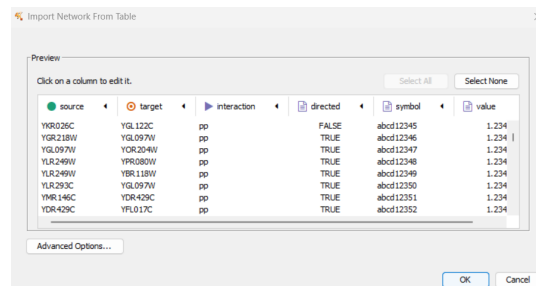 Import Network From Table
Preview
Click on a column to edit it.
Select All
Select None
source target interaction directed symbol value
YKR026C YGL122C pp FALSE abcd12345 1.234
YGR218W YGL097W pp TRUE abcd12346 1.234
YGL097W YOR204W pp TRUE abcd12347 1.234
YLR249W YPR080W pp TRUE abcd12348 1.234
YLR249W YBR118W pp TRUE abcd12349 1.234
YLR293C YGL097W pp TRUE abcd12350 1.234
YMR146C YDR429C pp TRUE abcd12351 1.234
YDR429C YFL017C pp TRUE abcd12352 1.234
Advanced Options...
OK
Cancel